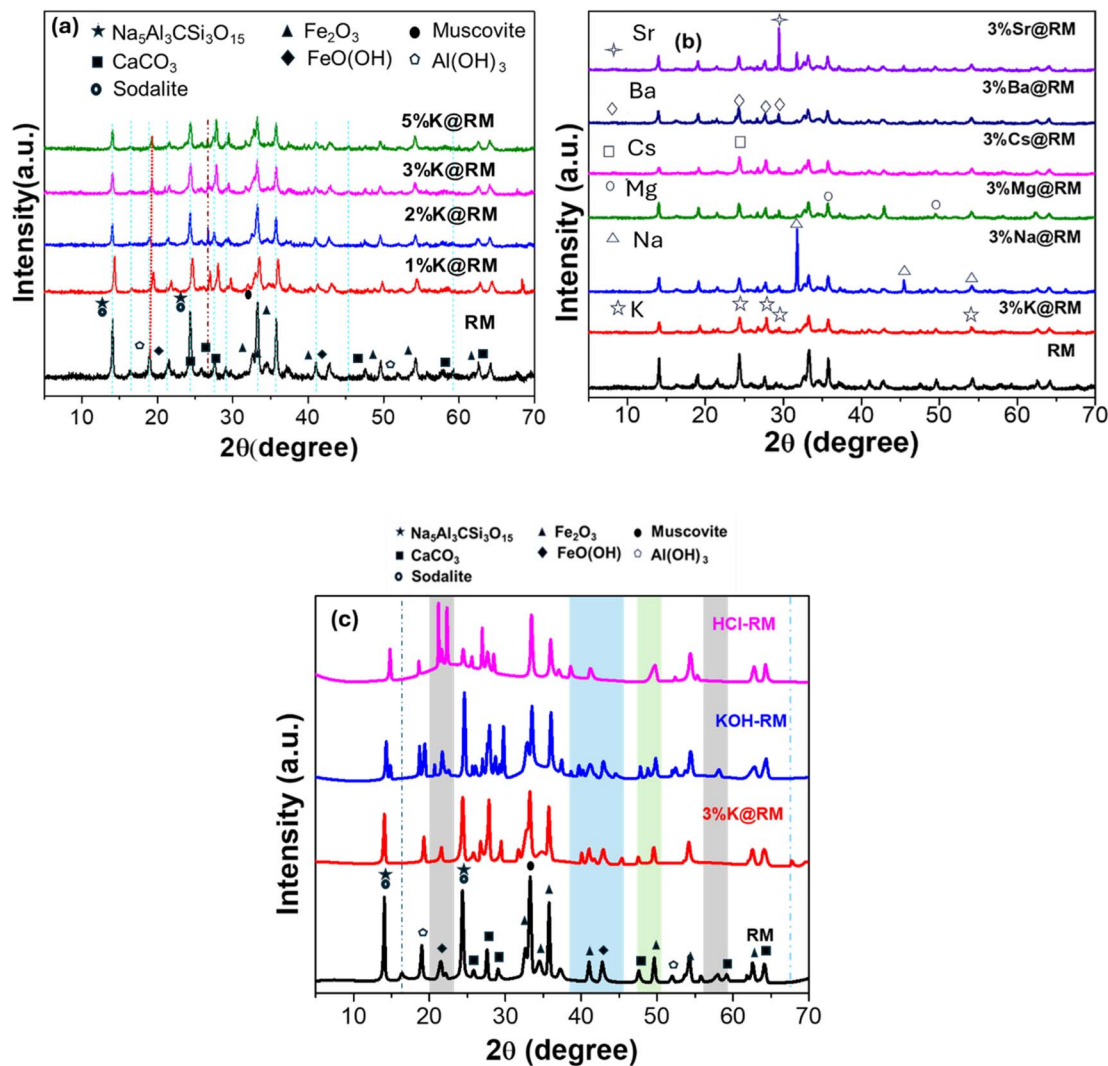 (a)
Na₅Al₃CSi₃O₁₅
Fe₂O₃
Muscovite
CaCO₃
FeO(OH)
Al(OH)₃
Sodalite
5%K@RM
3%K@RM
2%K@RM
1%K@RM
RM
Intensity(a.u.)
10 20 30 40 50 60 70
2θ(degree)
(b)
Sr
3%Sr@RM
Ba
3%Ba@RM
Cs
3%Cs@RM
Mg
3%Mg@RM
Na
3%Na@RM
K
3%K@RM
RM
Intensity (a.u.)
10 20 30 40 50 60 70
2θ (degree)
Na₅Al₃CSi₃O₁₅
Fe₂O₃
Muscovite
CaCO₃
FeO(OH)
Al(OH)₃
Sodalite
(c)
HCl-RM
KOH-RM
3%K@RM
RM
Intensity (a.u.)
10 20 30 40 50 60 70
2θ (degree)